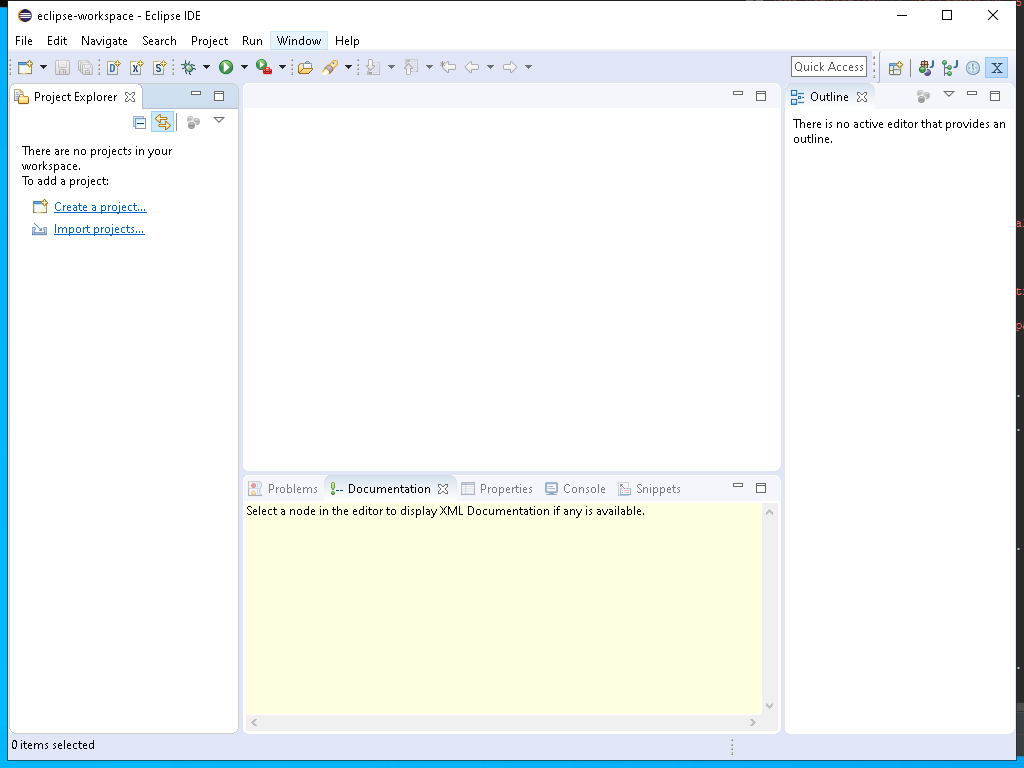 eclipse-workspace - Eclipse IDE
File Edit Navigate Search Project Run Window Help
Quick Access
Project Explorer
There are no projects in your
workspace.
To add a project:
Create a project...
Import projects...
Outline
There is no active editor that provides an
outline.
Problems Documentation Properties Console Snippets
Select a node in the editor to display XML Documentation if any is available.
0 items selected